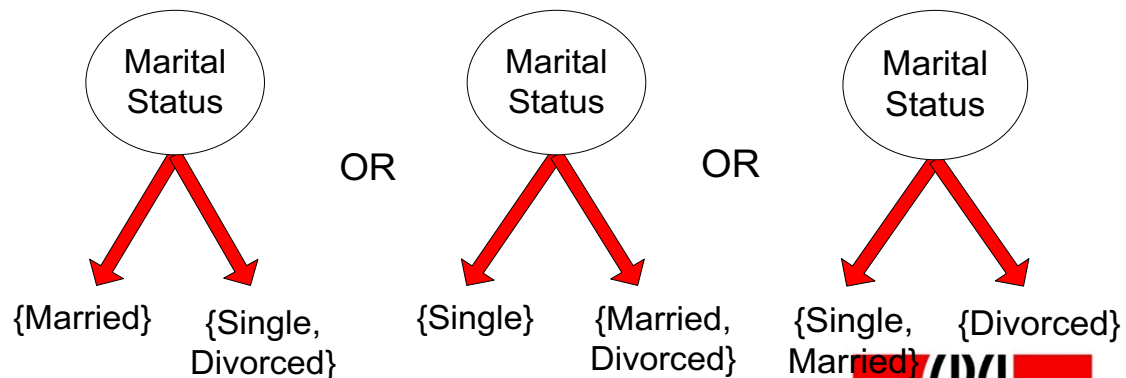 Marital
Status
Marital
Status
Marital
Status
OR
OR
{Married}
{Single,
Divorced}
{Single}
{Married,
Divorced}
{Single,
Married}
{Divorced}